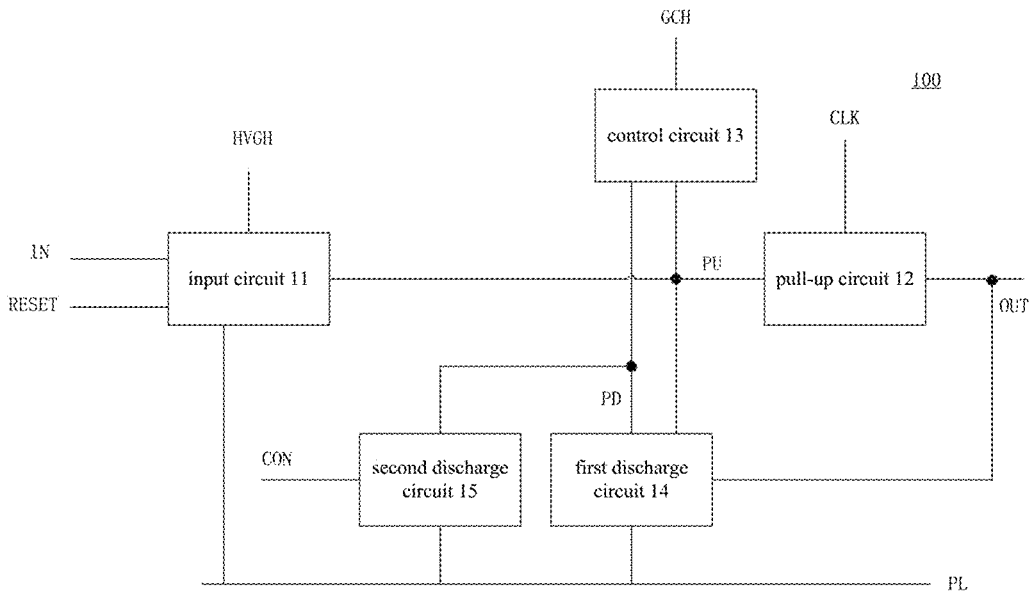 GCH
100
control circuit 13
CLK
HVGH
IN
input circuit 11
PU
pull-up circuit 12
RESET
OUT
PD
CON
second discharge
circuit 15
first discharge
circuit 14
PL